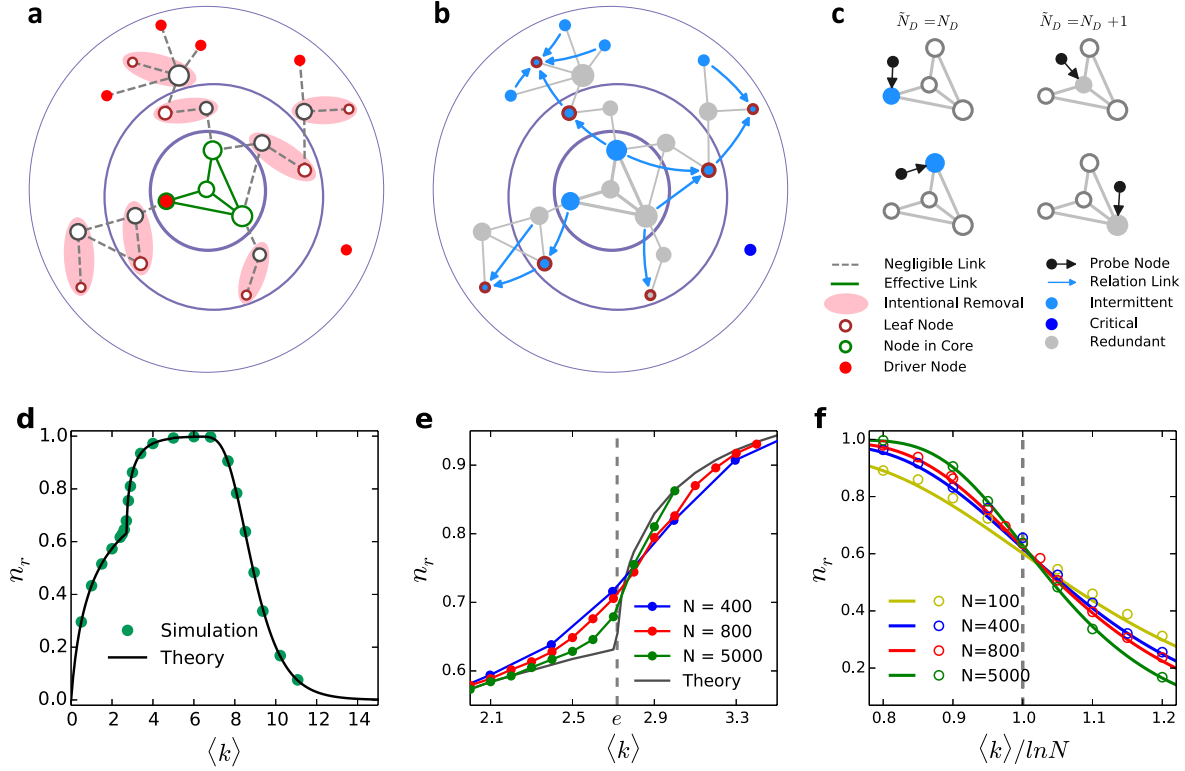 a
b
c
Ñ_D = N_D
Ñ_D = N_D + 1
Negligible Link
Effective Link
Intentional Removal
Leaf Node
Node in Core
Driver Node
Probe Node
Relation Link
Intermittent
Critical
Redundant
d
n_r
1.0
0.8
0.6
0.4
0.2
0.0
Simulation
Theory
0 2 4 6 8 10 12 14
⟨k⟩
e
n_r
0.9
0.8
0.7
0.6
N = 400
N = 800
N = 5000
Theory
2.1 2.5 e 2.9 3.3
⟨k⟩
f
n_r
1.0
0.8
0.6
0.4
0.2
N=100
N=400
N=800
N=5000
0.8 0.9 1.0 1.1 1.2
⟨k⟩/lnN